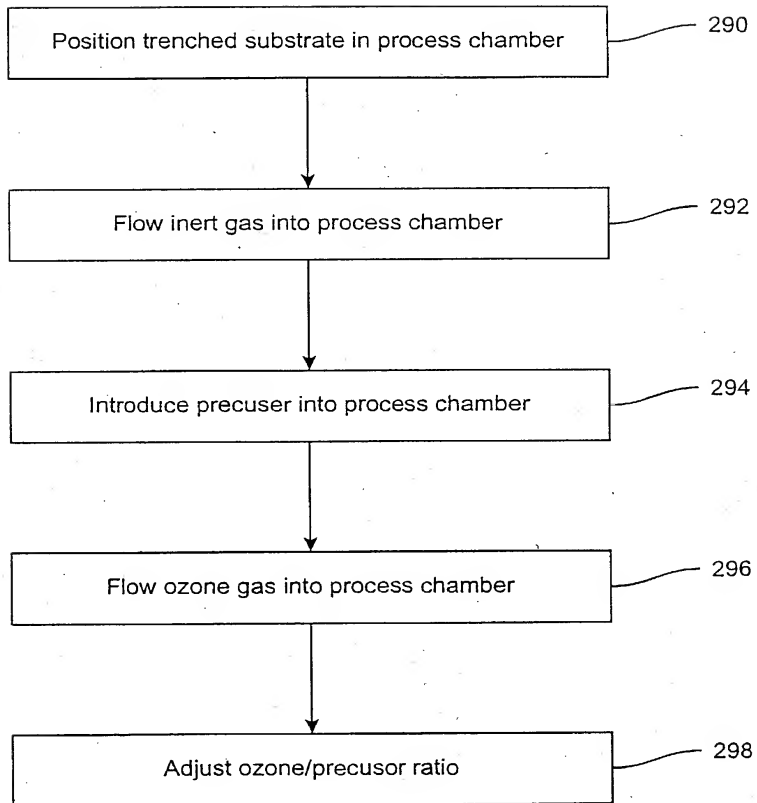 Position trenched substrate in process chamber
290
Flow inert gas into process chamber
292
Introduce precuser into process chamber
294
Flow ozone gas into process chamber
296
Adjust ozone/precusor ratio
298